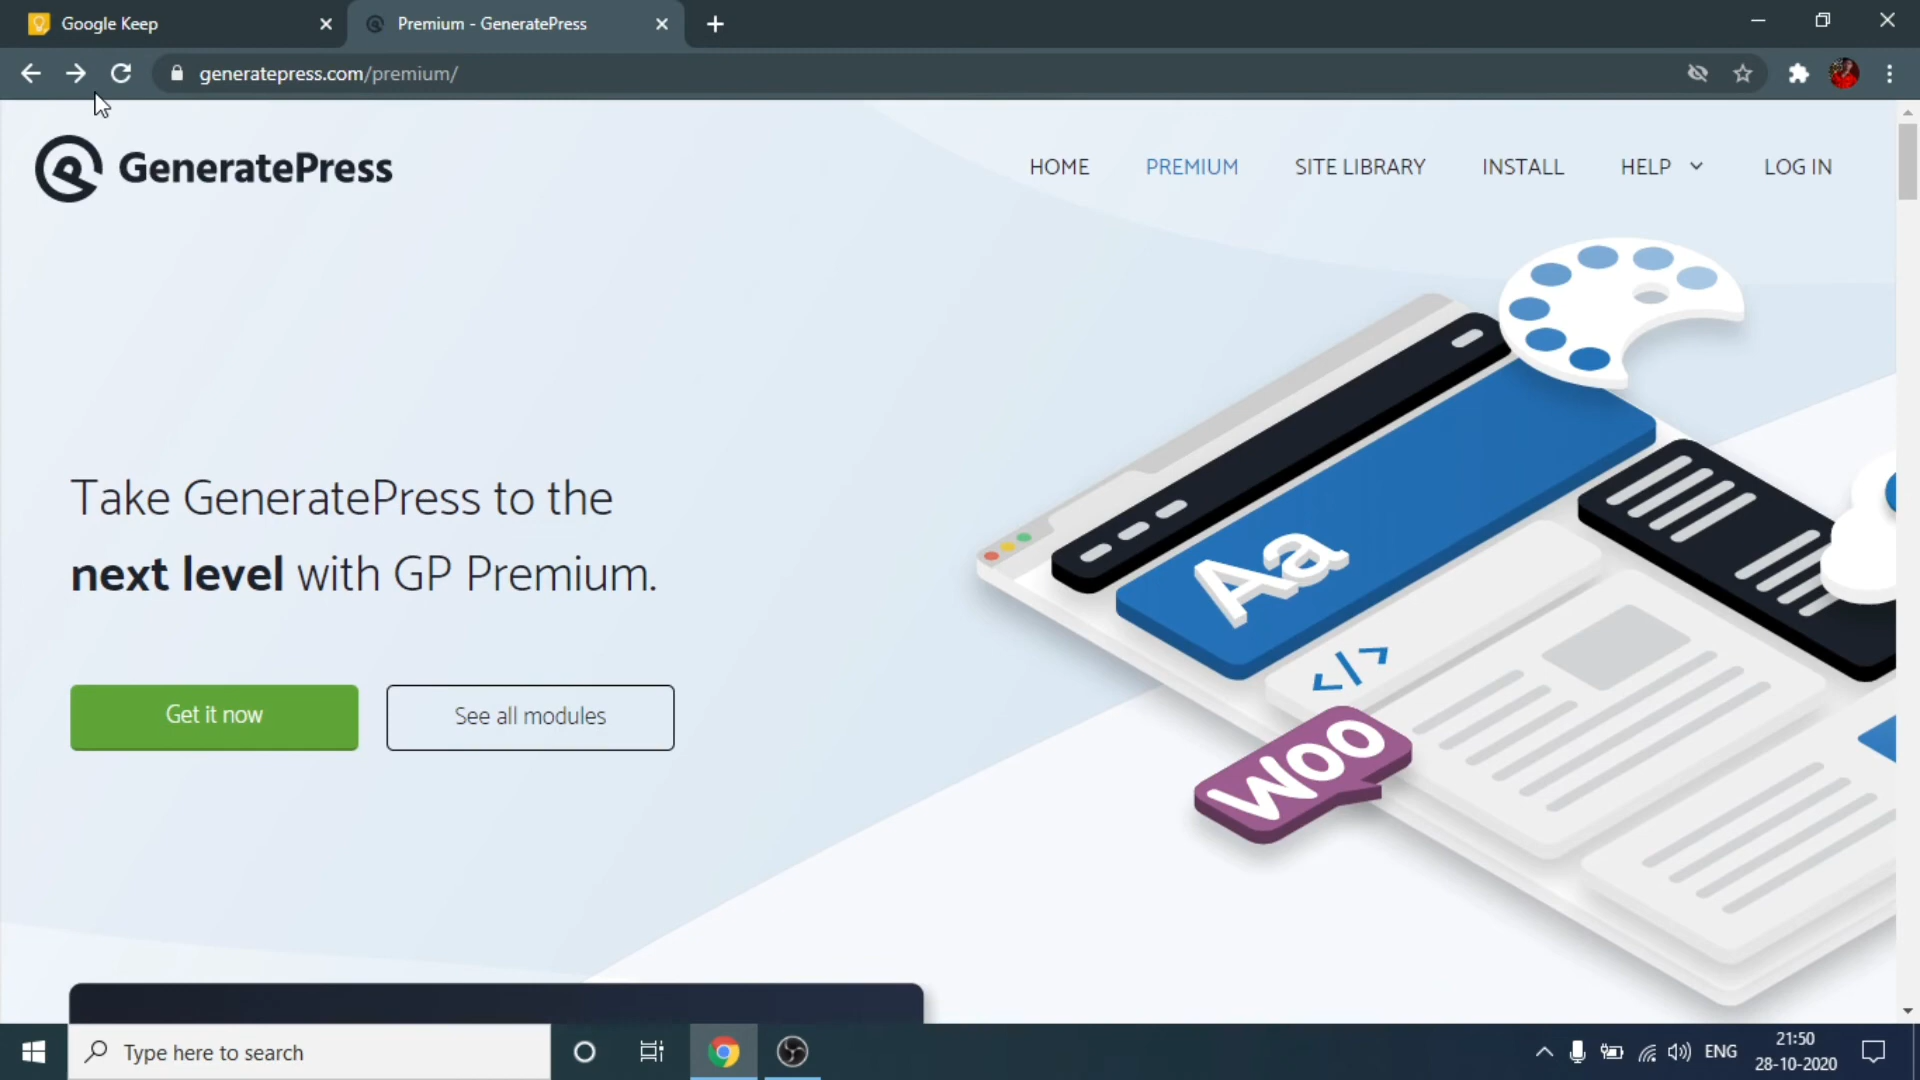 Google Keep
Premium - GeneratePress
generatepress.com/premium/
GeneratePress
HOME
PREMIUM
SITE LIBRARY
INSTALL
HELP
LOG IN
Take GeneratePress to the
next level with GP Premium.
Get it now
See all modules
Aa
</>
Woo
Type here to search
ENG
21:50
28-10-2020